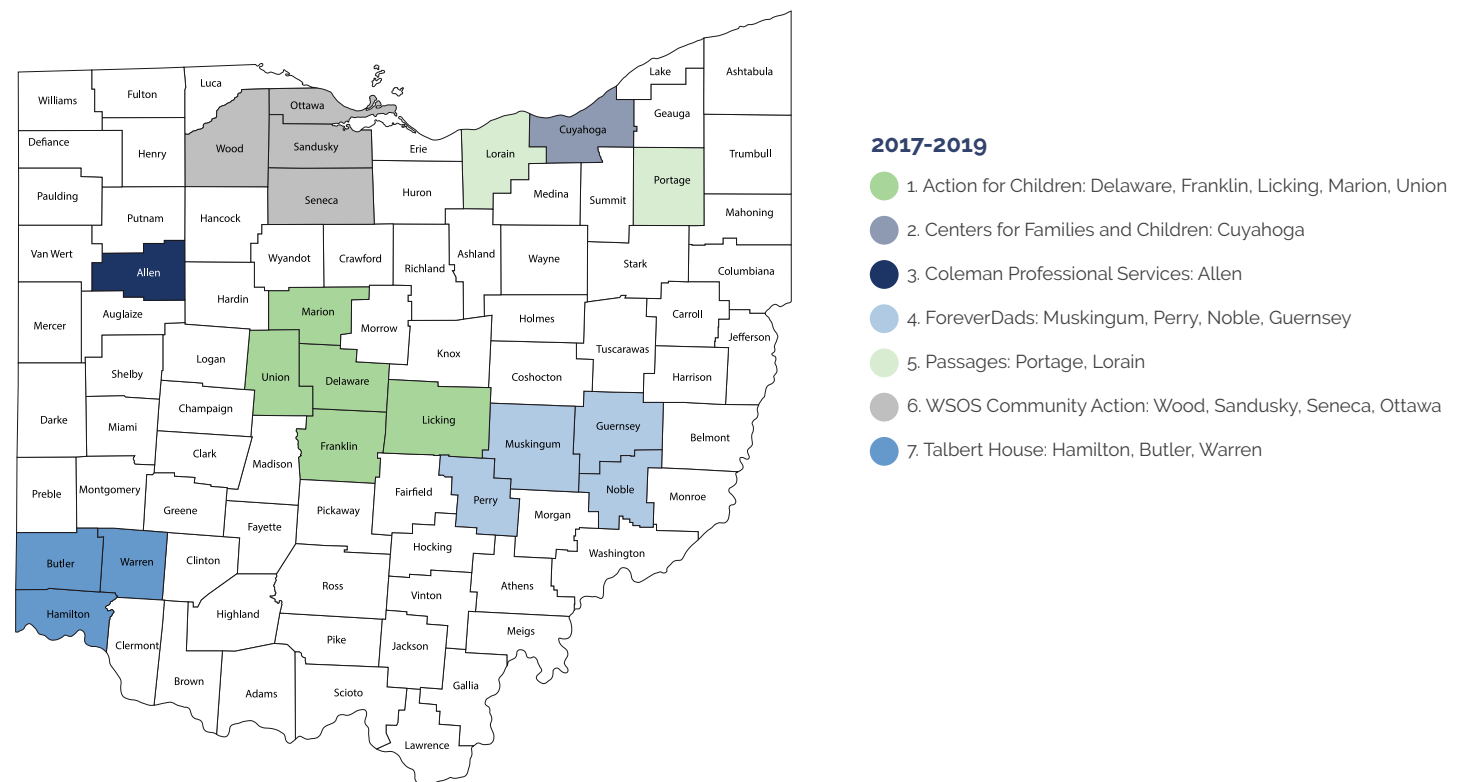 Lake
Ashtabula
Luca
Fulton
Williams
Ottawa
Geauga
Cuyahoga
Defiance
Henry
Wood
Sandusky
Erie
Lorain
Trumbull
Paulding
Seneca
Huron
Medina
Summit
Portage
Putnam
Hancock
Mahoning
Van Wert
Allen
Wyandot
Crawford
Richland
Ashland
Wayne
Stark
Columbiana
Mercer
Auglaize
Hardin
Marion
Morrow
Holmes
Carroll
Jefferson
Shelby
Logan
Union
Delaware
Knox
Coshocton
Tuscarawas
Harrison
Darke
Miami
Champaign
Licking
Guernsey
Belmont
Clark
Madison
Franklin
Muskingum
Preble
Montgomery
Greene
Fayette
Pickaway
Fairfield
Perry
Morgan
Noble
Monroe
Butler
Warren
Clinton
Ross
Hocking
Athens
Washington
Hamilton
Clermont
Highland
Pike
Vinton
Jackson
Meigs
Brown
Adams
Scioto
Gallia
Lawrence
2017-2019
1. Action for Children: Delaware, Franklin, Licking, Marion, Union
2. Centers for Families and Children: Cuyahoga
3. Coleman Professional Services: Allen
4. ForeverDads: Muskingum, Perry, Noble, Guernsey
5. Passages: Portage, Lorain
6. WSOS Community Action: Wood, Sandusky, Seneca, Ottawa
7. Talbert House: Hamilton, Butler, Warren